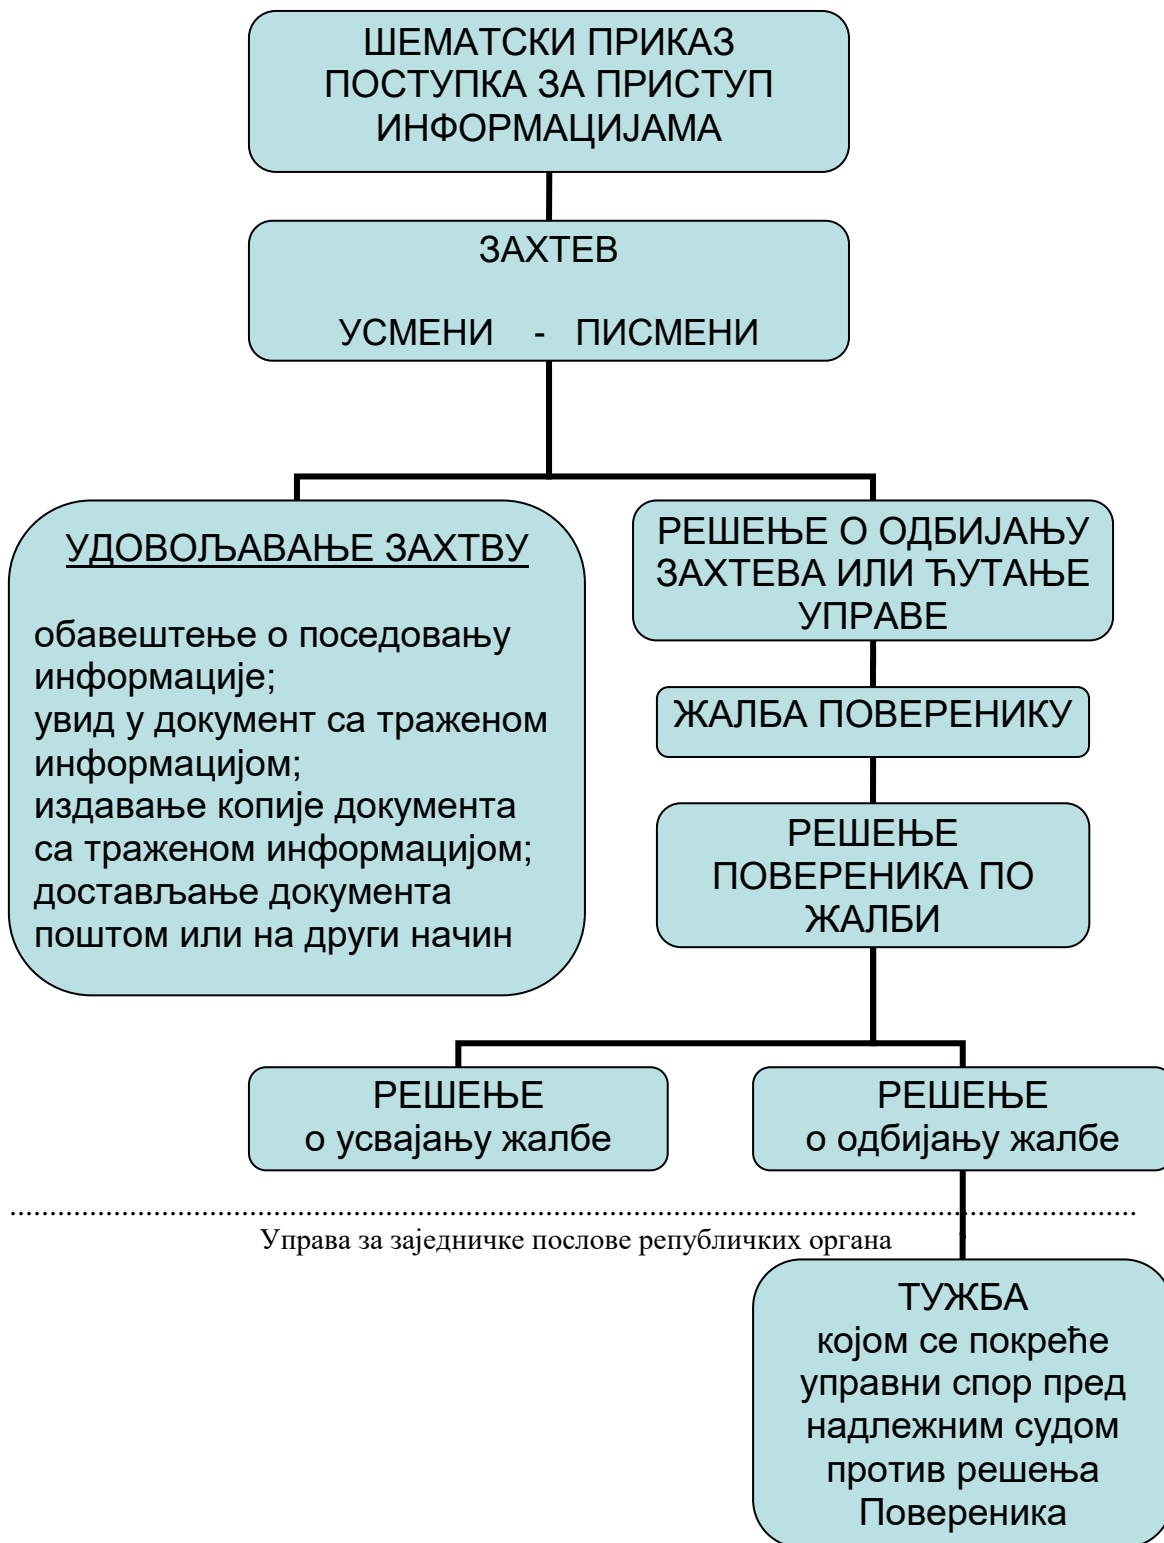 ШЕМАТСКИ ПРИКАЗ
ПОСТУПКА ЗА ПРИСТУП
ИНФОРМАЦИЈАМА
ЗАХТЕВ
УСМЕНИ - ПИСМЕНИ
УДОВОЉАВАЊЕ ЗАХТВУ
обавештење о поседовању
информације;
увид у документ са траженом
информацијом;
издавање копије документа
са траженом информацијом;
достављање документа
поштом или на други начин
РЕШЕЊЕ О ОДБИЈАЊУ
ЗАХТЕВА ИЛИ ЋУТАЊЕ
УПРАВЕ
ЖАЛБА ПОВЕРЕНИКУ
РЕШЕЊЕ
ПОВЕРЕНИКА ПО
ЖАЛБИ
РЕШЕЊЕ
о усвајању жалбе
РЕШЕЊЕ
о одбијању жалбе
Управа за заједничке послове републичких органа
ТУЖБА
којом се покреће
управни спор пред
надлежним судом
против решења
Повереника